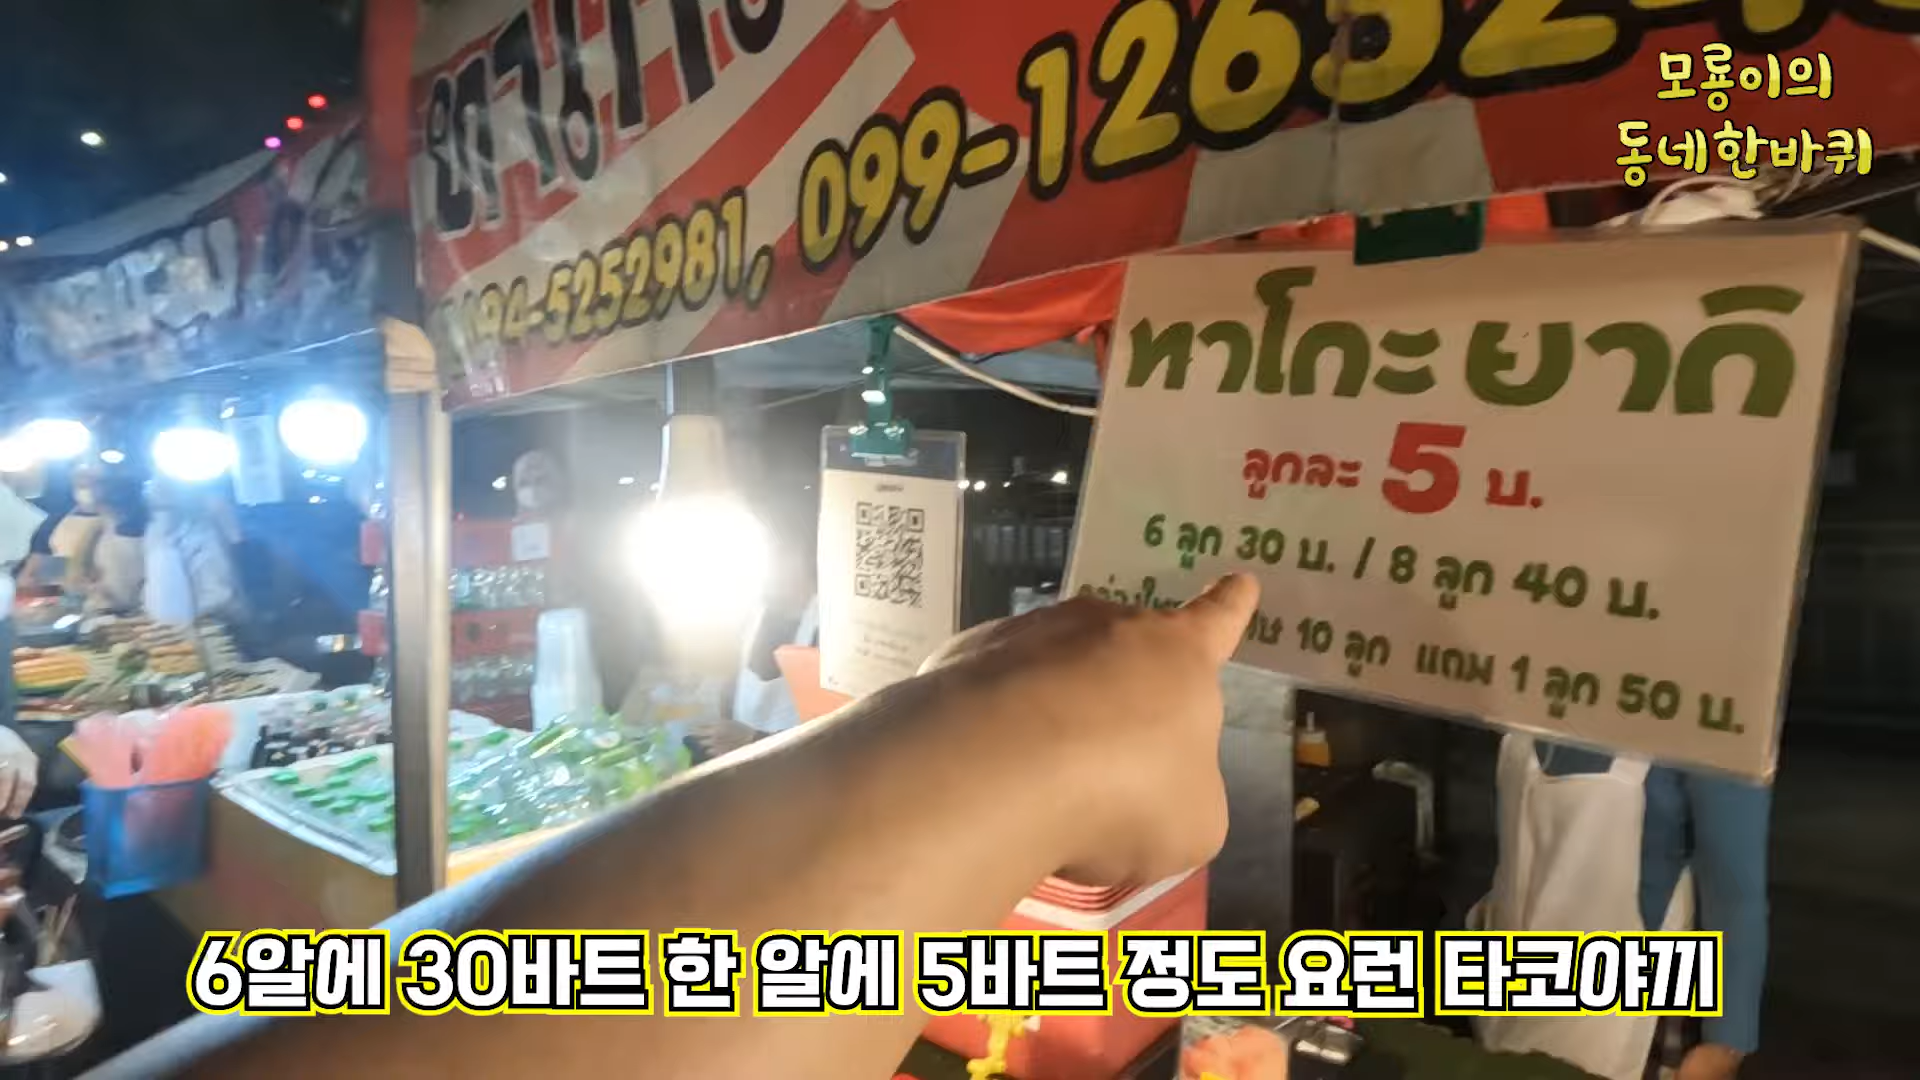 모룡이의
동네한바퀴
099-12652
094-5252981,
ทาโกะยากิ
ลูกละ 5 บ.
6 ลูก 30 บ. / 8 ลูก 40 บ.
10 ลูก แถม 1 ลูก 50 บ.
6알에 30바트 한 알에 5바트 정도 요런 타코야끼